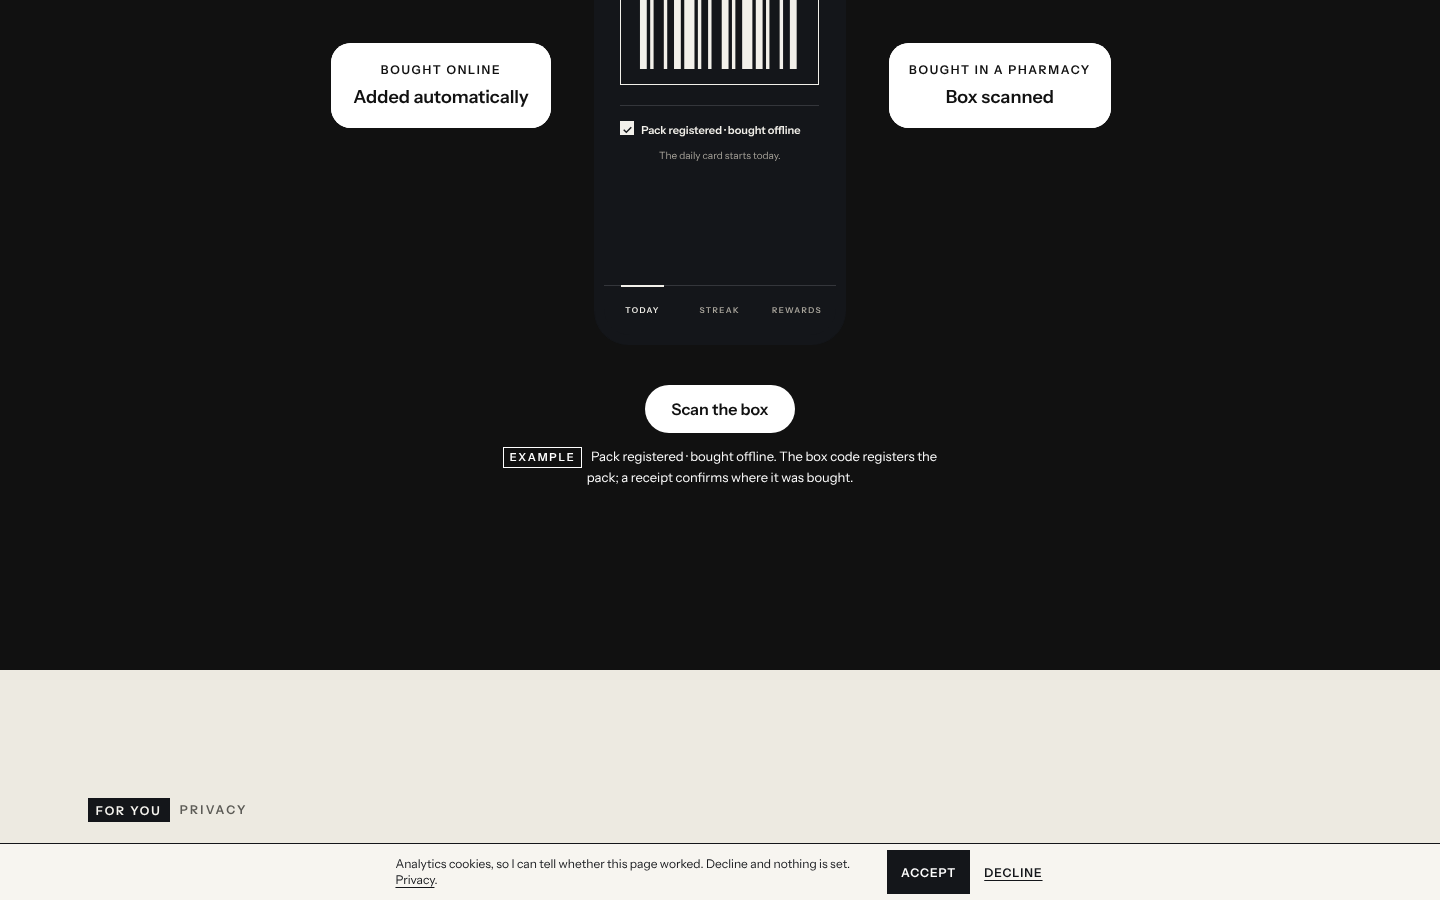 BOUGHT ONLINE
Added automatically
BOUGHT IN A PHARMACY
Box scanned
Pack registered · bought offline
The daily card starts today.
TODAY
STREAK
REWARDS
Scan the box
EXAMPLE Pack registered · bought offline. The box code registers the
pack; a receipt confirms where it was bought.
FOR YOU
PRIVACY
Analytics cookies, so I can tell whether this page worked. Decline and nothing is set.
Privacy.
ACCEPT
DECLINE